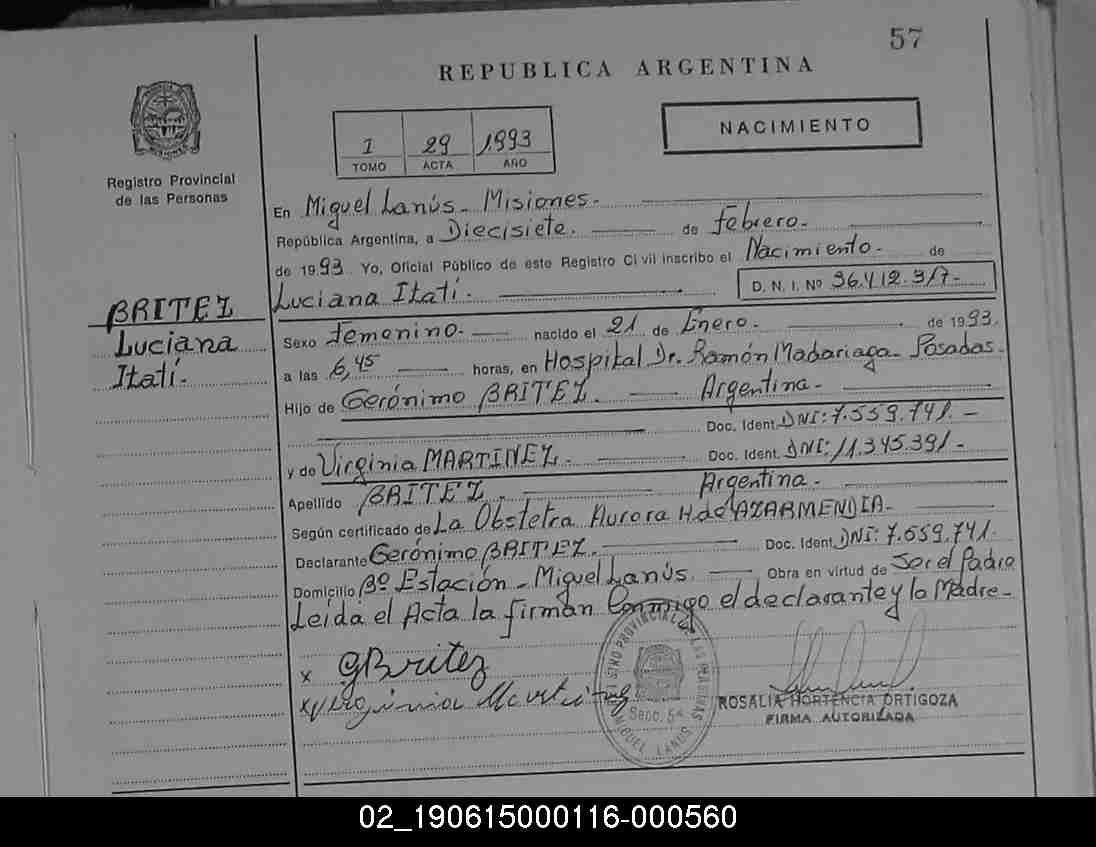 57
REPUBLICA ARGENTINA
I 29 1993
TOMO ACTA AÑO
NACIMIENTO
Registro Provincial
de las Personas
En Miguel Lanús - Misiones.
República Argentina, a Diecisiete. de febrero.
de 1993 Yo, Oficial Público de este Registro Civil inscribo el Nacimiento. de
Luciana Itatí. D. N. I. Nº 36.412.317-
BRITEZ
Luciana
Itatí.
Sexo femenino. nacido el 21 de Enero. de 1993.
a las 6,45 horas, en Hospital Dr. Ramón Madariaga - Posadas.
Hijo de Gerónimo BRITEZ. Argentina -
Doc. Ident. DNI: 7.559.741. -
y de Virginia MARTINEZ. Doc. Ident. DNI: 11.345.391 -
Apellido BRITEZ. Argentina -
Según certificado de La Obstetra Aurora H. de AZARMENDIA -
Declarante Gerónimo BRITEZ. Doc. Ident. DNI: 7.559.741.
Domicilio Bº Estación - Miguel Lanús. Obra en virtud de Ser el Padre
Leída el Acta la firman Conmigo el declarante y la Madre -
x GBritez
x Virginia Martinez
REGISTRO PROVINCIAL DE LAS PERSONAS
Secc. 5ª
MIGUEL LANUS
ROSALIA HORTENCIA ORTIGOZA
FIRMA AUTORIZADA
02_190615000116-000560